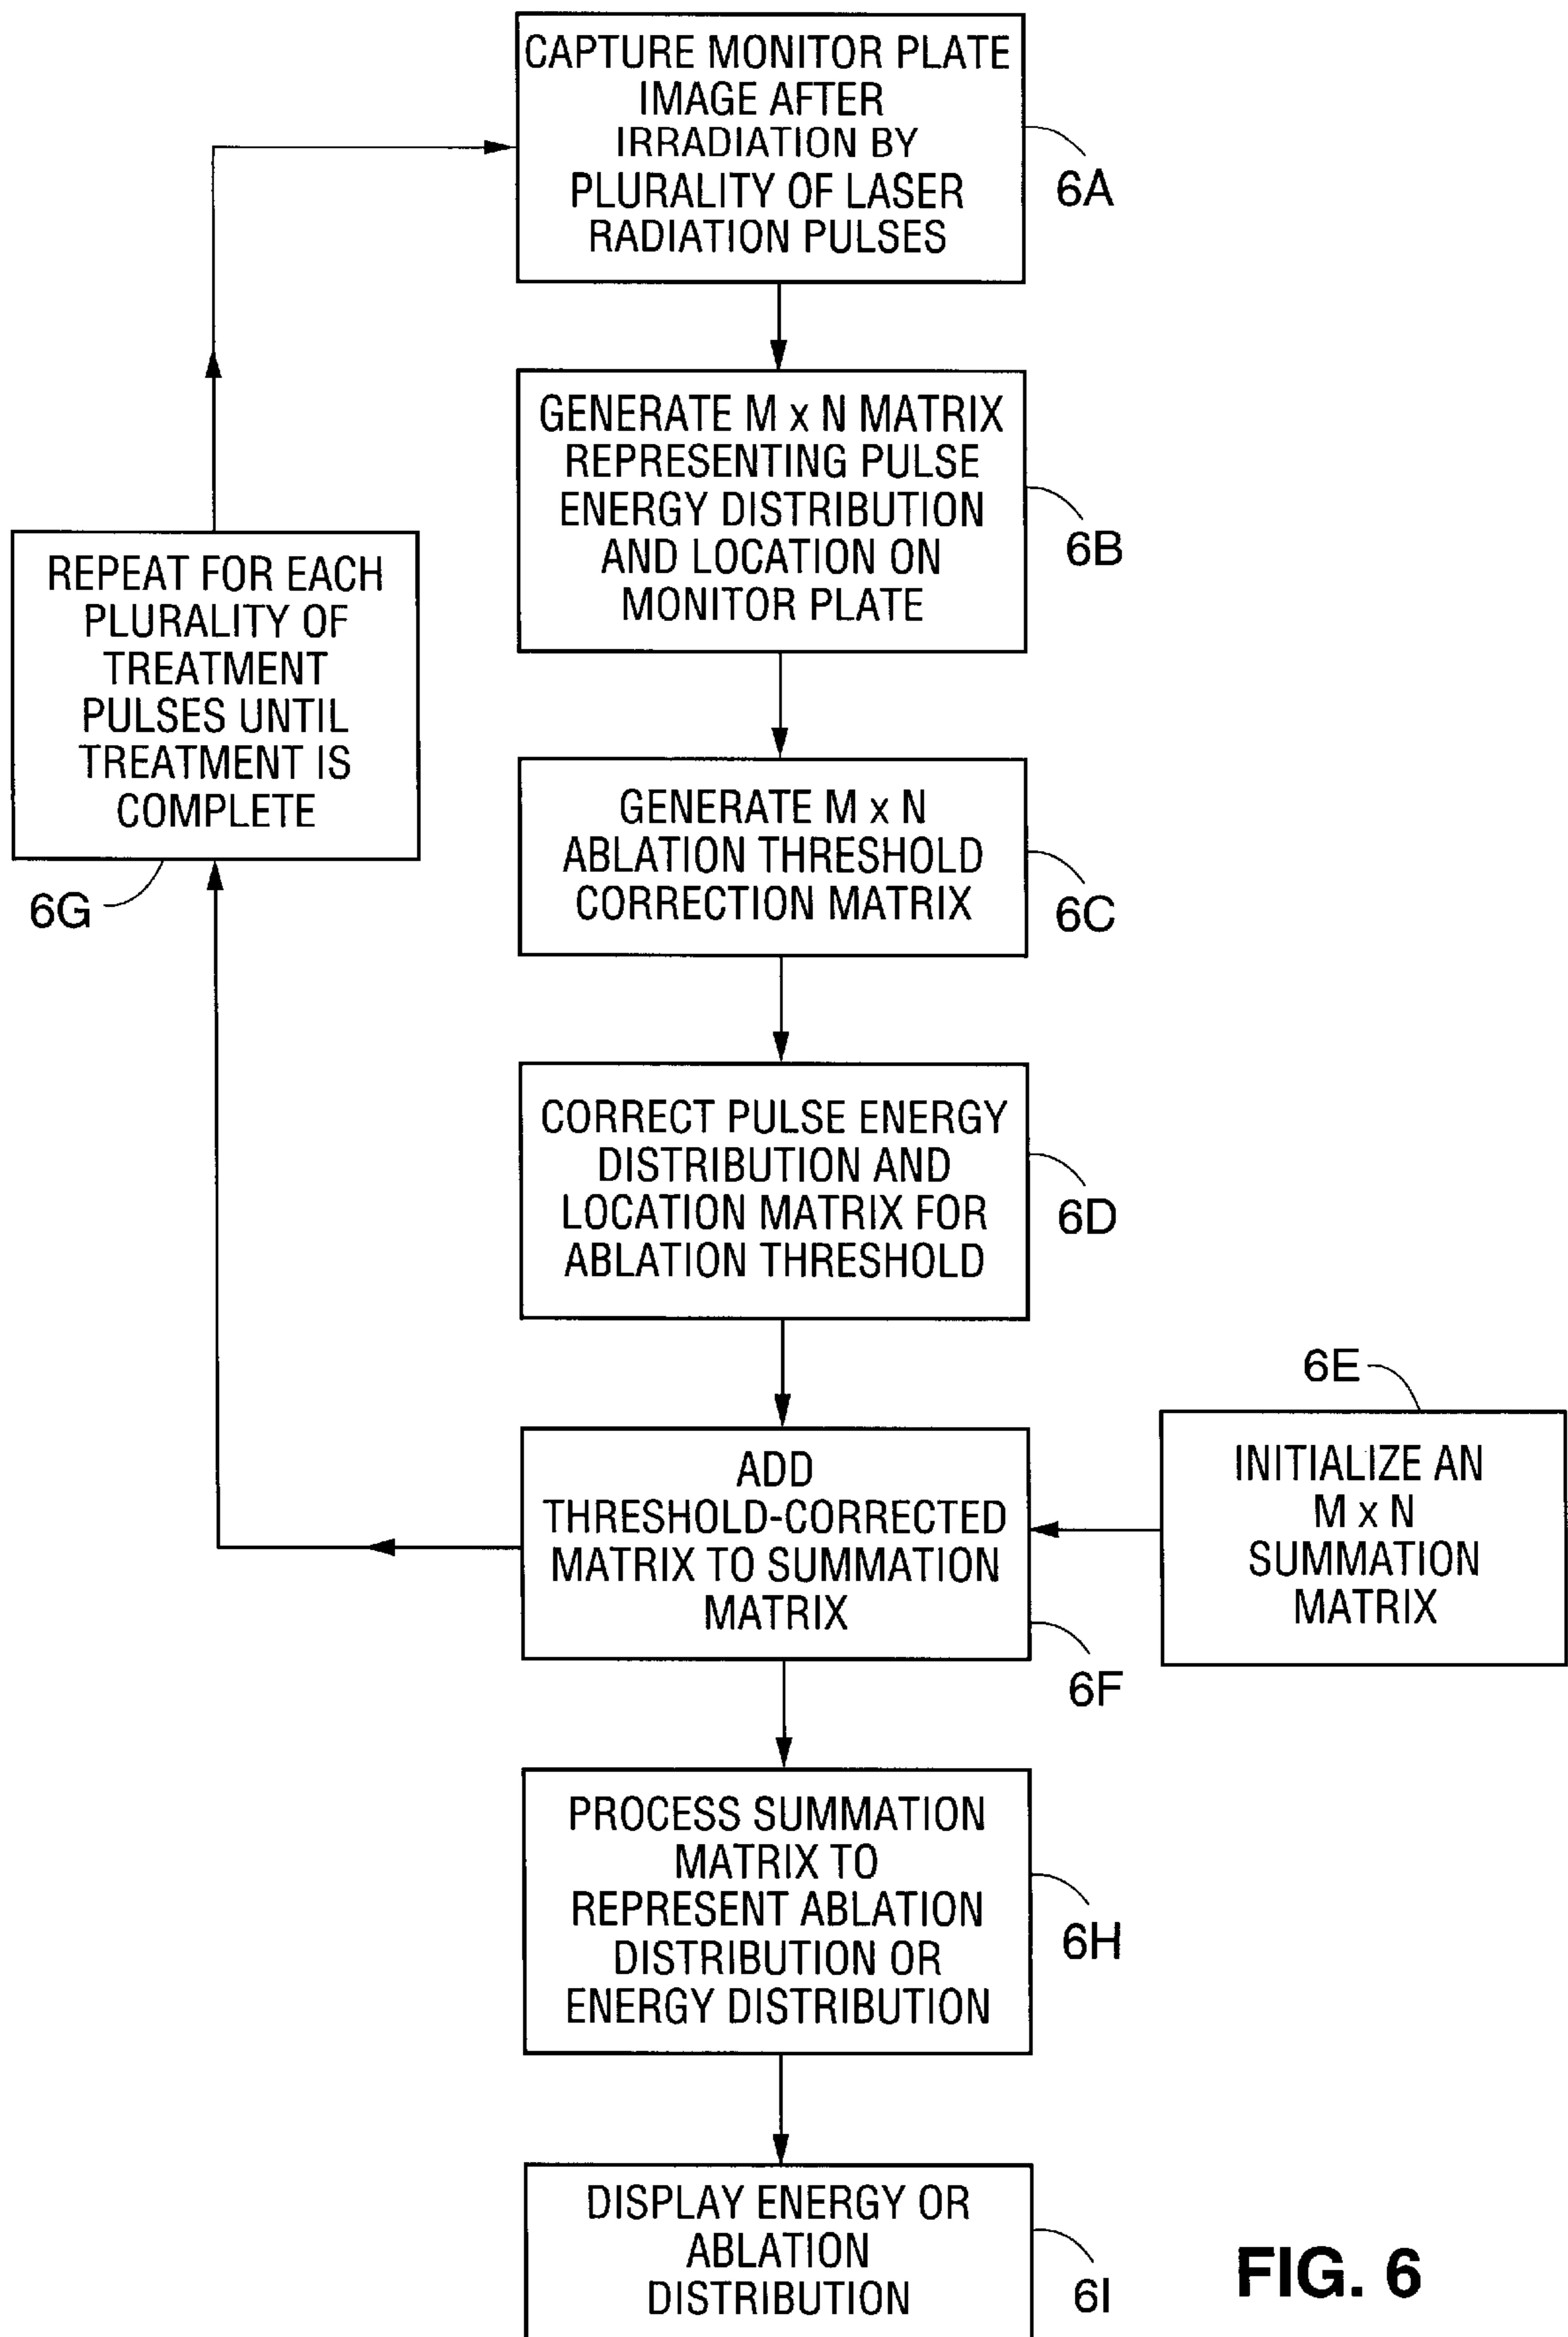 CAPTURE MONITOR PLATE
IMAGE AFTER
IRRADIATION BY
PLURALITY OF LASER
RADIATION PULSES
6A
GENERATE M x N MATRIX
REPRESENTING PULSE
ENERGY DISTRIBUTION
AND LOCATION ON
MONITOR PLATE
6B
REPEAT FOR EACH
PLURALITY OF
TREATMENT
PULSES UNTIL
TREATMENT IS
COMPLETE
6G
GENERATE M x N
ABLATION THRESHOLD
CORRECTION MATRIX
6C
CORRECT PULSE ENERGY
DISTRIBUTION AND
LOCATION MATRIX FOR
ABLATION THRESHOLD
6D
6E
INITIALIZE AN
M x N
SUMMATION
MATRIX
ADD
THRESHOLD-CORRECTED
MATRIX TO SUMMATION
MATRIX
6F
PROCESS SUMMATION
MATRIX TO
REPRESENT ABLATION
DISTRIBUTION OR
ENERGY DISTRIBUTION
6H
DISPLAY ENERGY OR
ABLATION
DISTRIBUTION
6I
FIG. 6